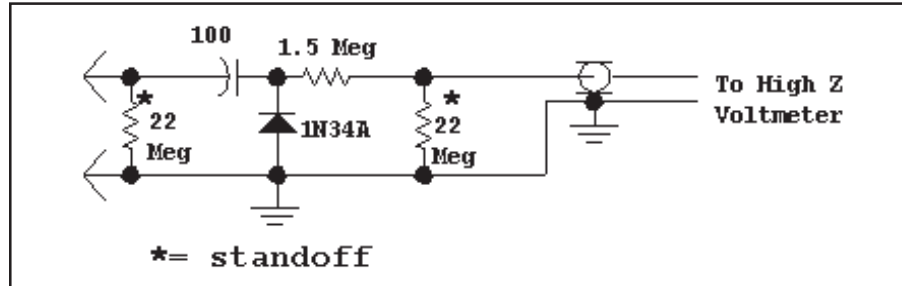 100
1.5 Meg
*
22
Meg
1N34A
*
22
Meg
To High Z
Voltmeter
*= standoff